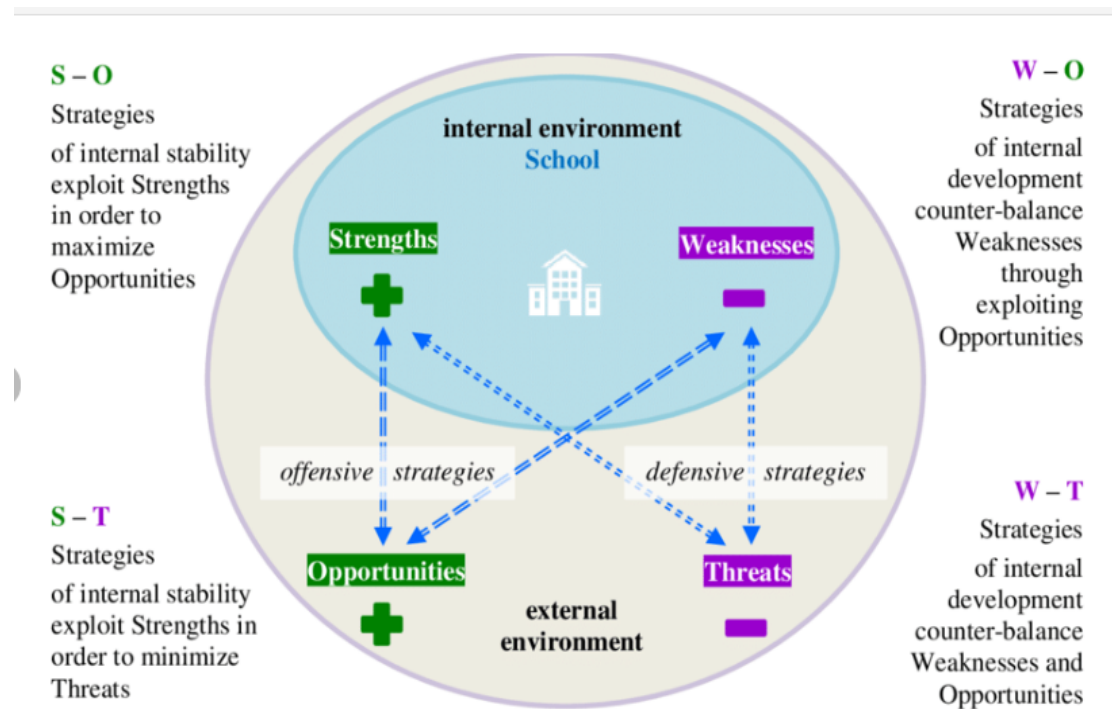 S – O
Strategies
of internal stability
exploit Strengths
in order to
maximize
Opportunities
W – O
Strategies
of internal
development
counter-balance
Weaknesses
through
exploiting
Opportunities
internal environment
School
Strengths
Weaknesses
offensive strategies
defensive strategies
Opportunities
Threats
external
environment
S – T
Strategies
of internal stability
exploit Strengths in
order to minimize
Threats
W – T
Strategies
of internal
development
counter-balance
Weaknesses and
Opportunities